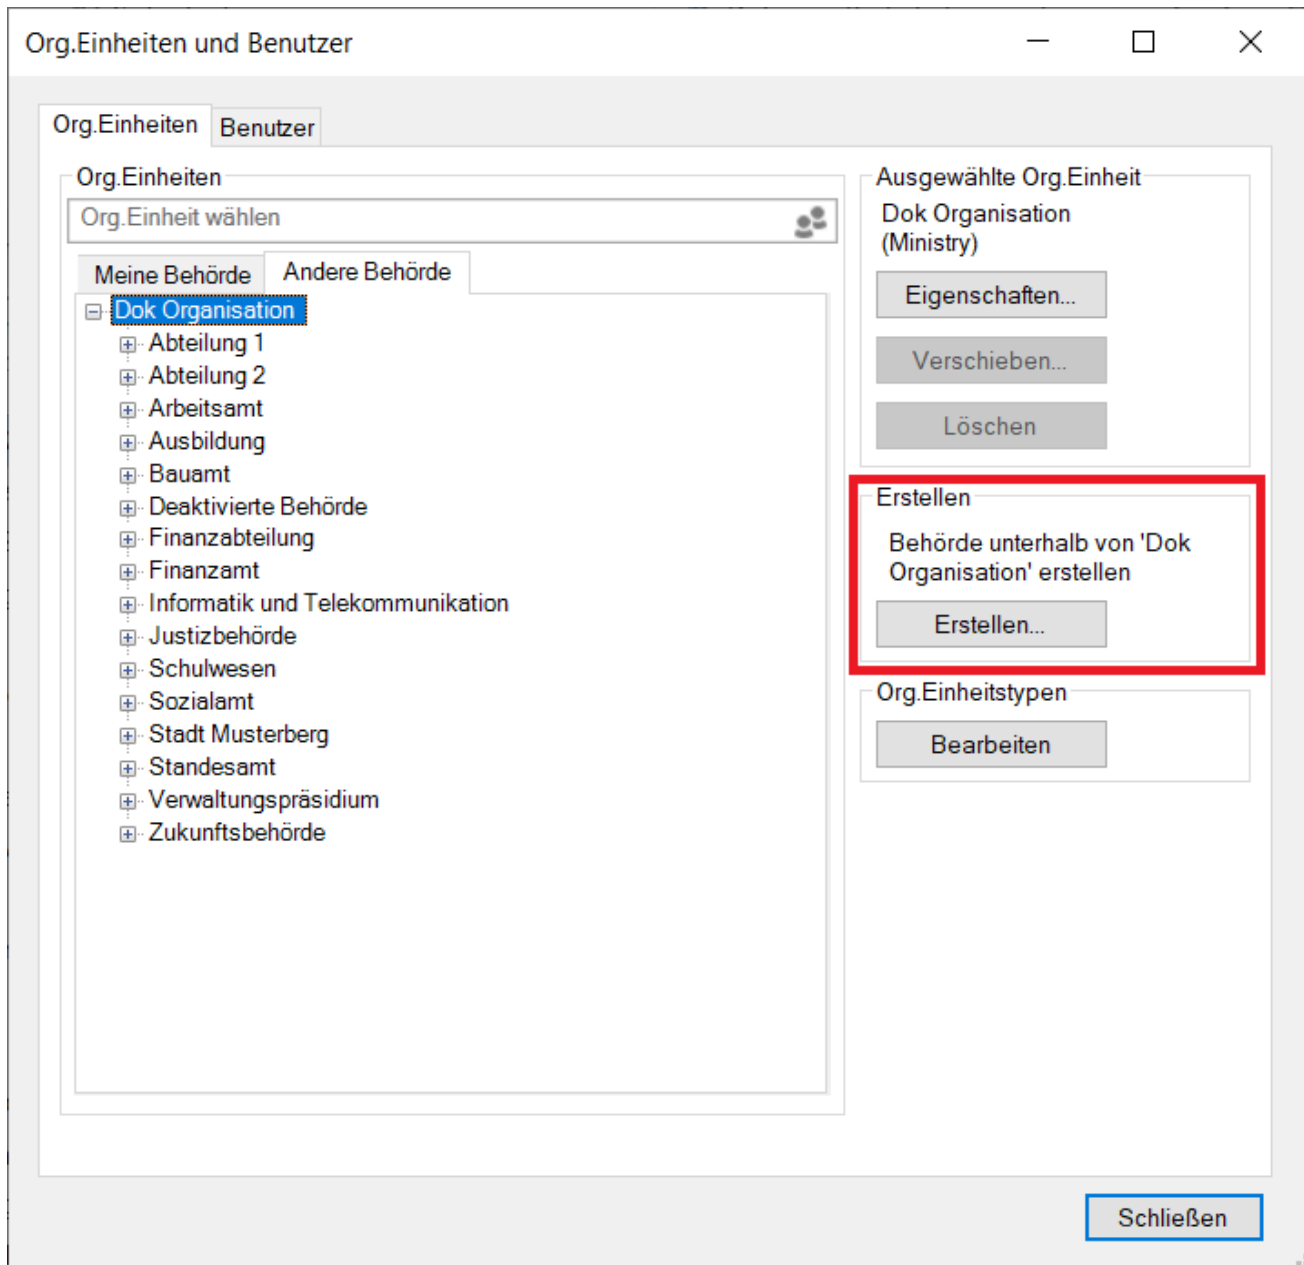 Org.Einheiten und Benutzer
Org.Einheiten
Benutzer
Org.Einheiten
Org.Einheit wählen
Meine Behörde
Andere Behörde
Dok Organisation
Abteilung 1
Abteilung 2
Arbeitsamt
Ausbildung
Bauamt
Deaktivierte Behörde
Finanzabteilung
Finanzamt
Informatik und Telekommunikation
Justizbehörde
Schulwesen
Sozialamt
Stadt Musterberg
Standesamt
Verwaltungspräsidium
Zukunftsbehörde
Ausgewählte Org.Einheit
Dok Organisation
(Ministry)
Eigenschaften...
Verschieben...
Löschen
Erstellen
Behörde unterhalb von 'Dok
Organisation' erstellen
Erstellen...
Org.Einheitstypen
Bearbeiten
Schließen